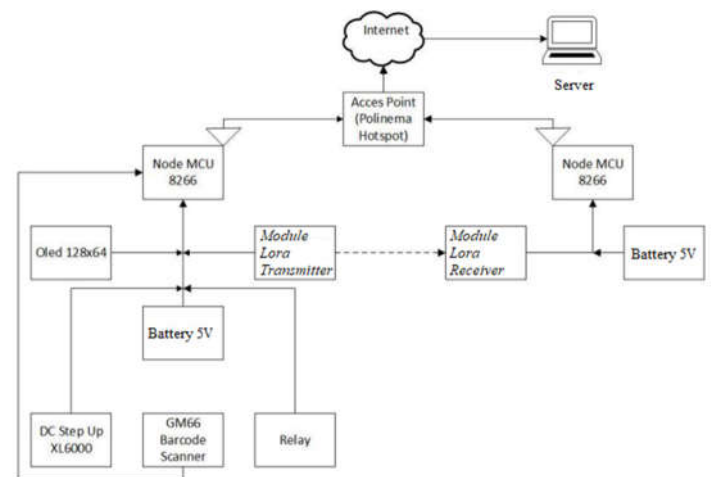 Internet
Server
Acces Point
(Polinema
Hotspot)
Node MCU
8266
Node MCU
8266
Oled 128x64
Module
Lora
Transmitter
Module
Lora
Receiver
Battery 5V
Battery 5V
DC Step Up
XL6000
GM66
Barcode
Scanner
Relay